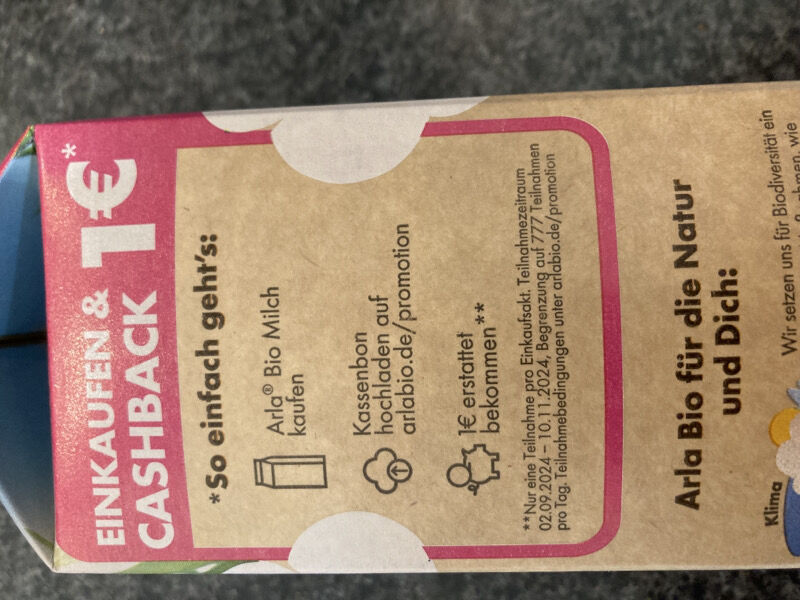 EINKAUFEN &
CASHBACK 1€*
*So einfach geht's:
Arla® Bio Milch
kaufen
Kassenbon
hochladen auf
arlabio.de/promotion
1€ erstattet
bekommen**
**Nur eine Teilnahme pro Einkaufsakt. Teilnahmezeitraum
02.09.2024 – 10.11.2024, Begrenzung auf 777 Teilnahmen
pro Tag. Teilnahmebedingungen unter arlabio.de/promotion
Arla Bio für die Natur
und Dich:
Klima
Wir setzen uns für Biodiversität ein
wie